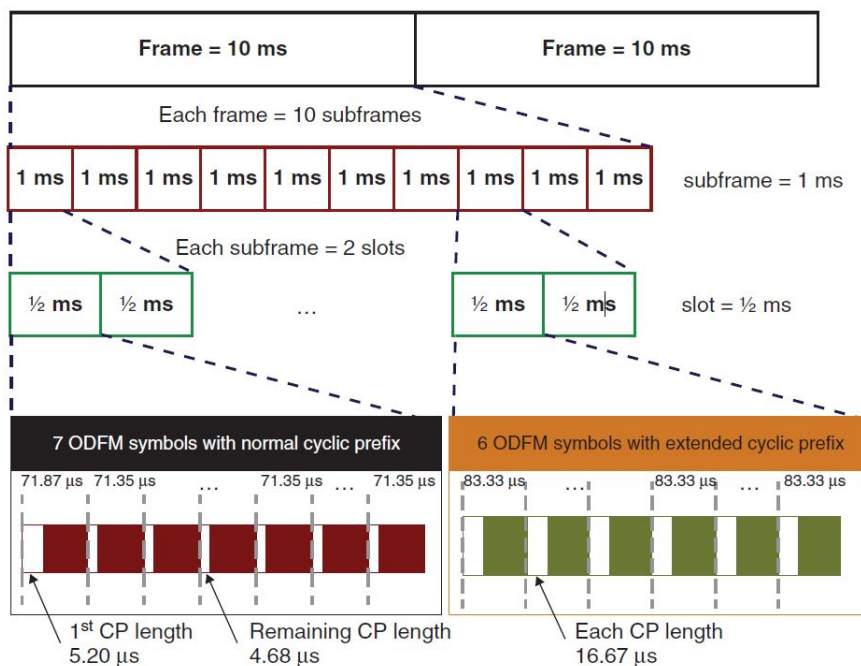 Frame = 10 ms Frame = 10 ms
Each frame = 10 subframes
1 ms 1 ms 1 ms 1 ms 1 ms 1 ms 1 ms 1 ms 1 ms 1 ms subframe = 1 ms
Each subframe = 2 slots
½ ms ½ ms ... ½ ms ½ ms slot = ½ ms
7 ODFM symbols with normal cyclic prefix 6 ODFM symbols with extended cyclic prefix
71.87 µs 71.35 µs ... 71.35 µs ... 71.35 µs 83.33 µs ... 83.33 µs ... 83.33 µs
1st CP length Remaining CP length Each CP length
5.20 µs 4.68 µs 16.67 µs